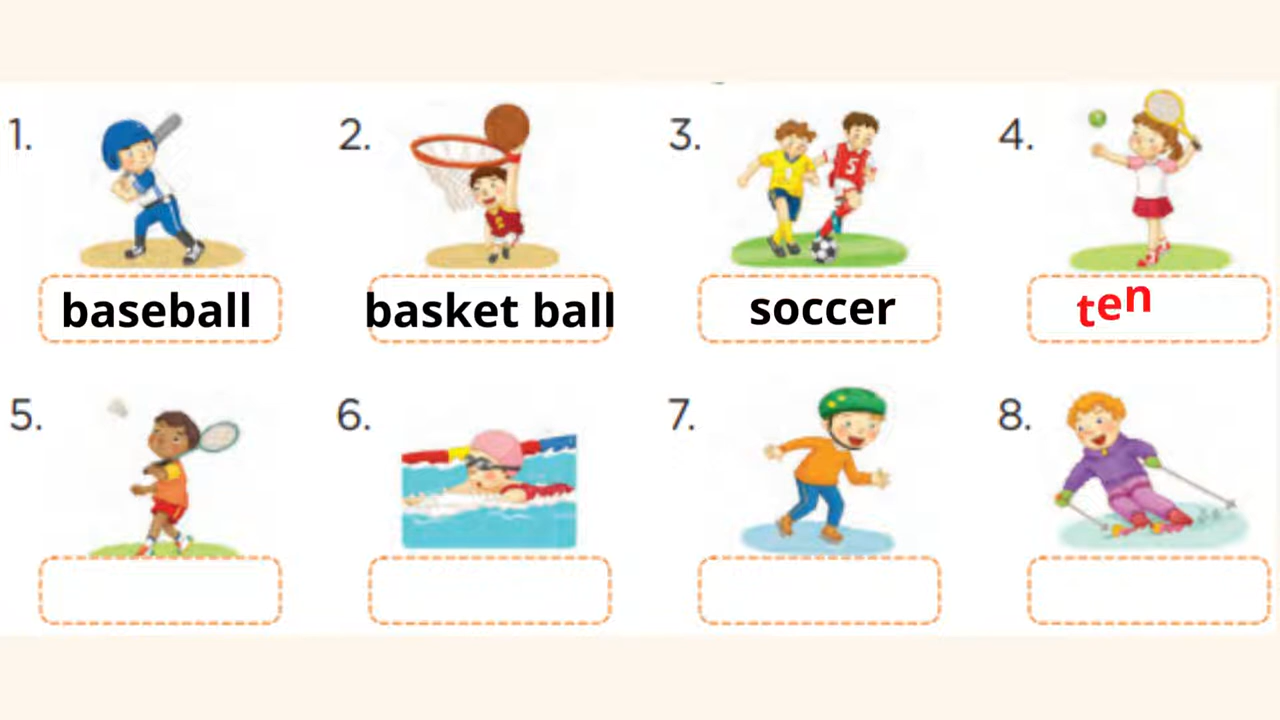 1.
2.
3.
4.
baseball
basket ball
soccer
ten
5.
6.
7.
8.